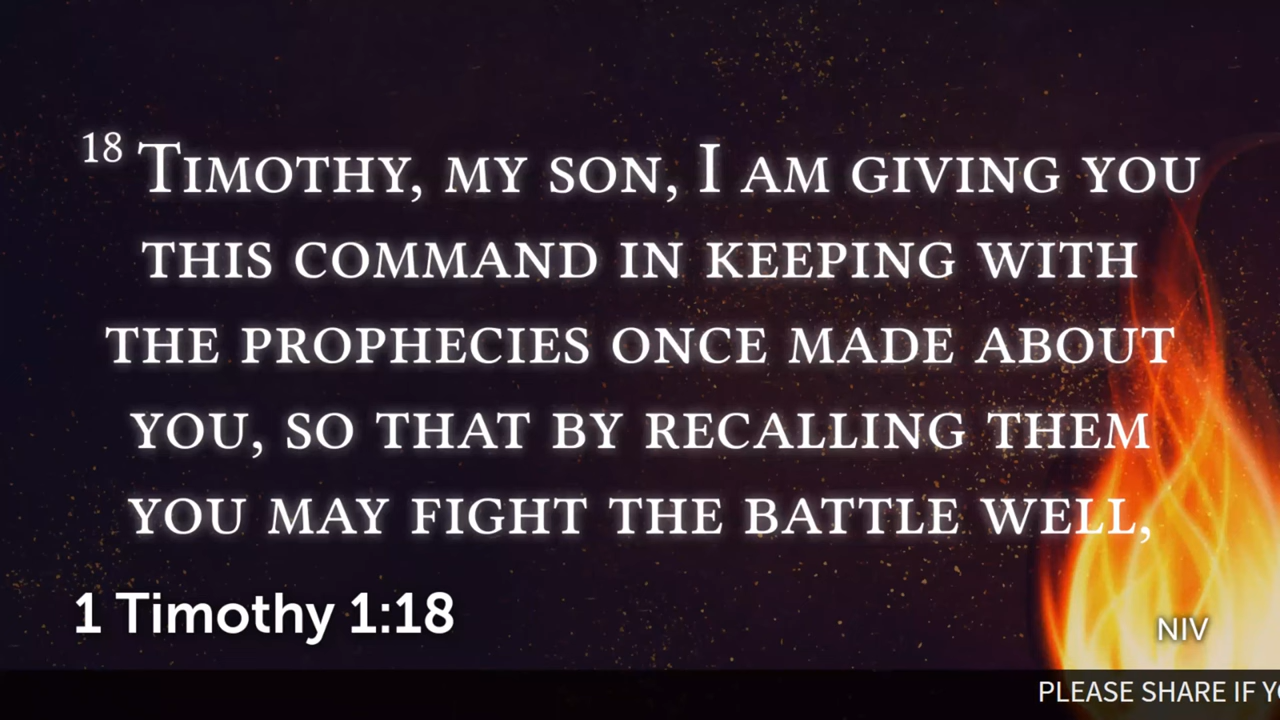 18 Timothy, my son, I am giving you
this command in keeping with
the prophecies once made about
you, so that by recalling them
you may fight the battle well,
1 Timothy 1:18
NIV
PLEASE SHARE IF